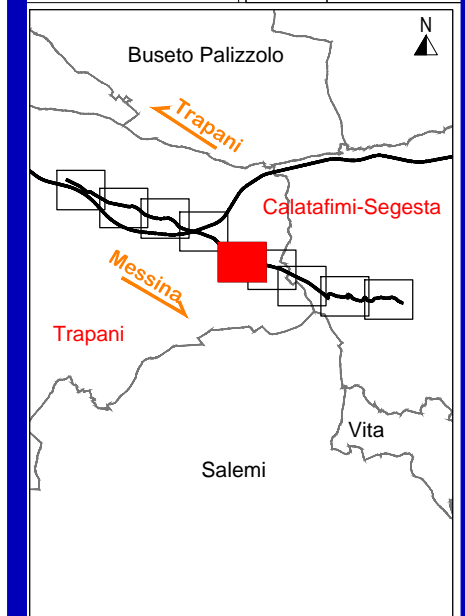 N
Buseto Palizzolo
Trapani
Calatafimi-Segesta
Messina
Trapani
Vita
Salemi